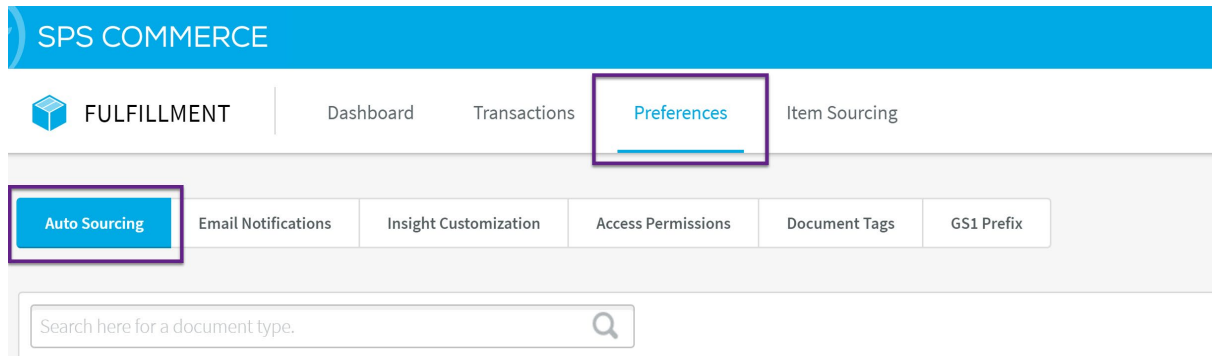 SPS COMMERCE
FULFILLMENT Dashboard Transactions Preferences Item Sourcing
Auto Sourcing Email Notifications Insight Customization Access Permissions Document Tags GS1 Prefix
Search here for a document type.